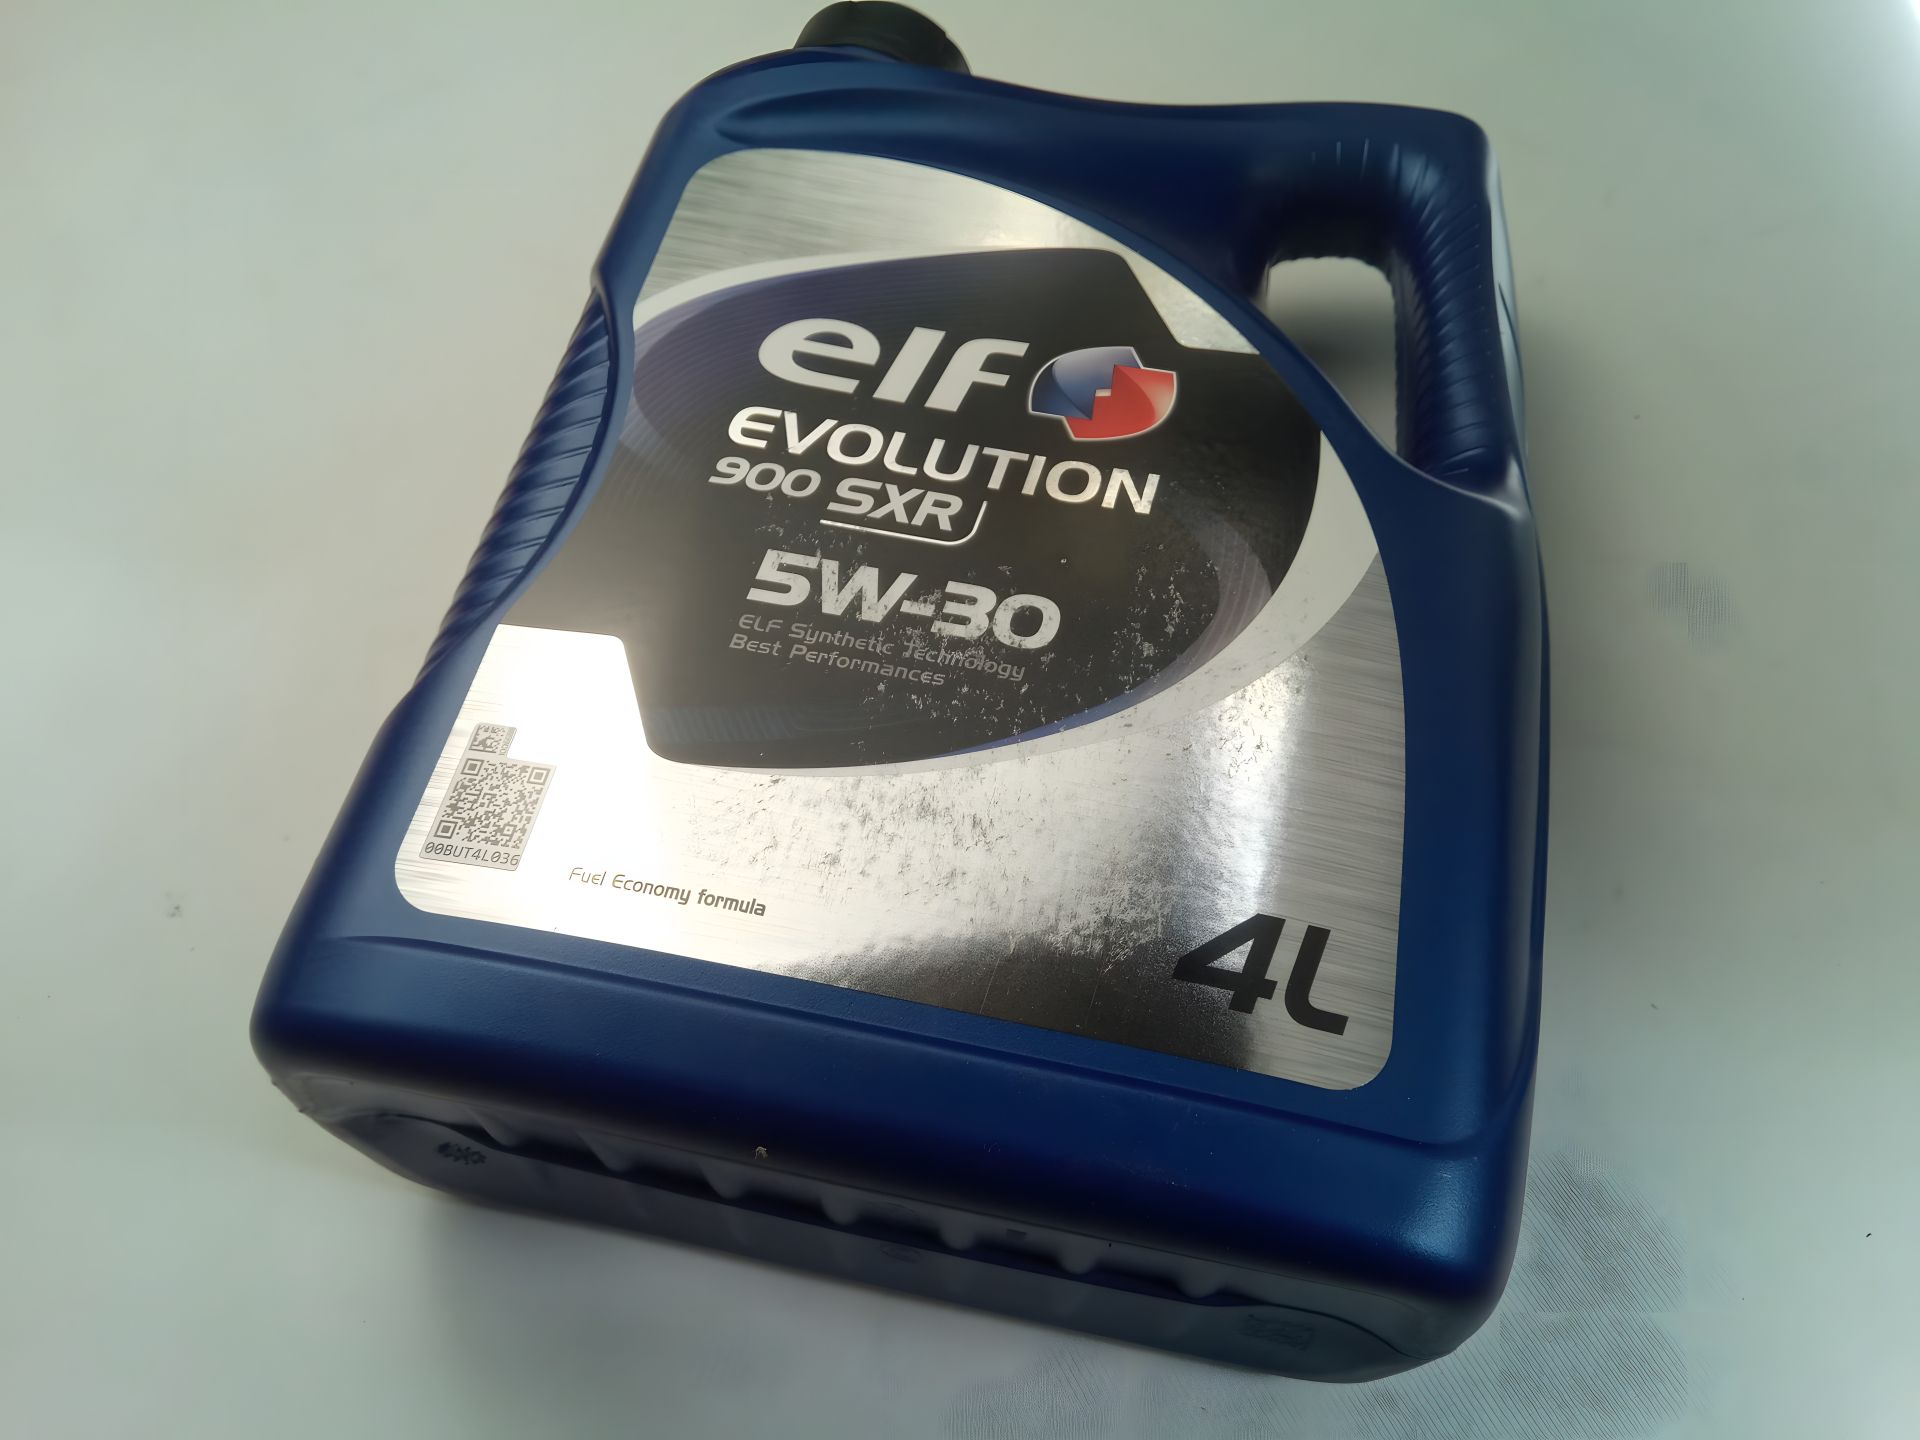 elf
EVOLUTION
900 SXR
5W-30
ELF Synthetic Technology
Best Performances
00BUT4L036
Fuel Economy formula
4L